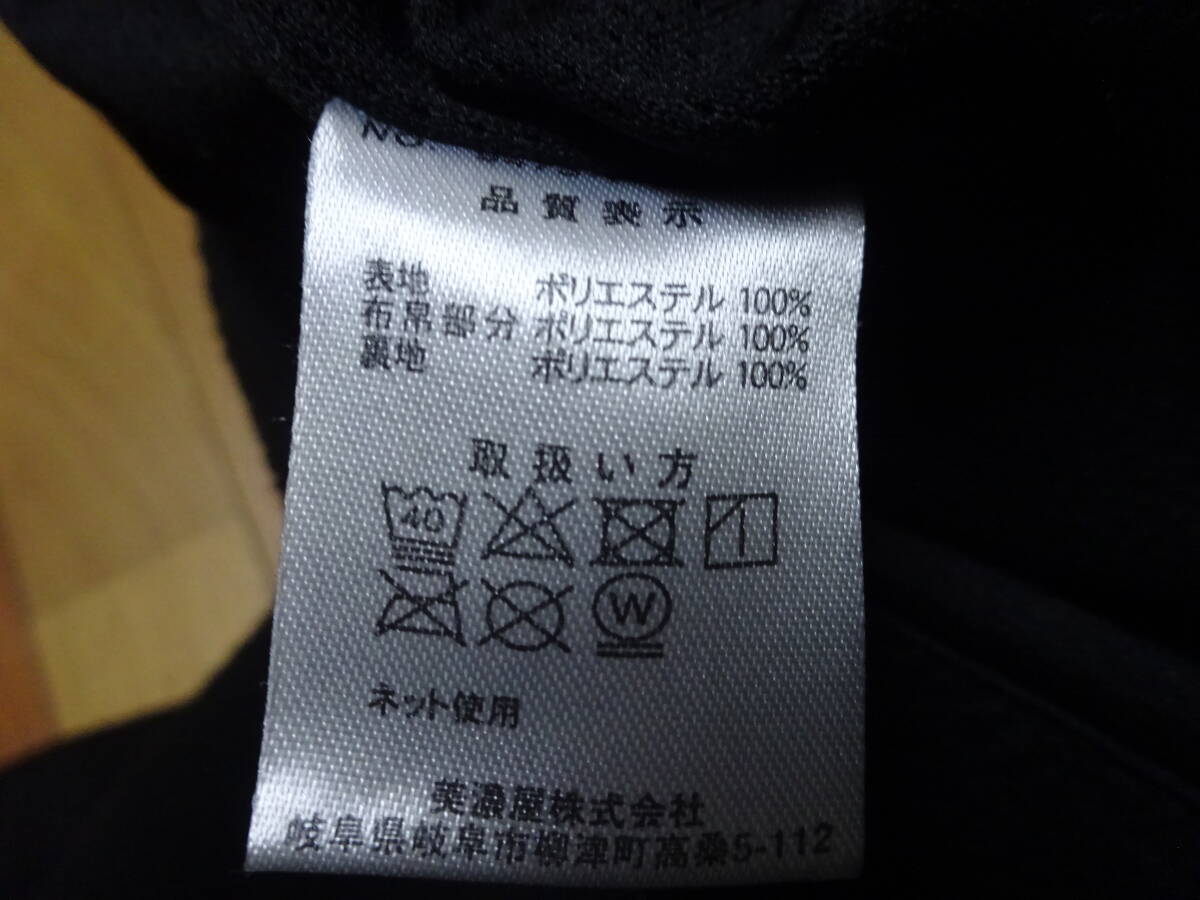 品質表示
表地 ポリエステル 100%
布帛部分 ポリエステル 100%
裏地 ポリエステル 100%
取扱い方
40
W
ネット使用
美濃屋株式会社
岐阜県岐阜市柳津町高桑5-112